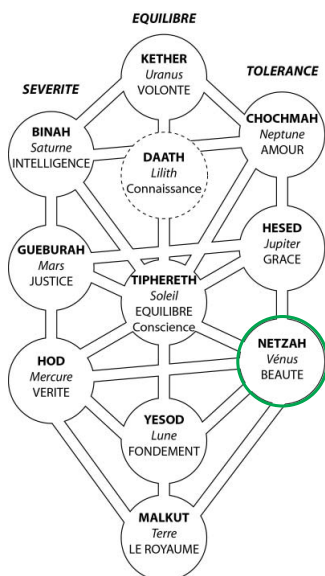 EQUILIBRE
KETHER
Uranus
VOLONTE
SEVERITE
TOLERANCE
BINAH
Saturne
INTELLIGENCE
CHOCHMAH
Neptune
AMOUR
DAATH
Lilith
Connaissance
GUEBURAH
Mars
JUSTICE
HESED
Jupiter
GRACE
TIPHERETH
Soleil
EQUILIBRE
Conscience
HOD
Mercure
VERITE
NETZAH
Vénus
BEAUTE
YESOD
Lune
FONDEMENT
MALKUT
Terre
LE ROYAUME